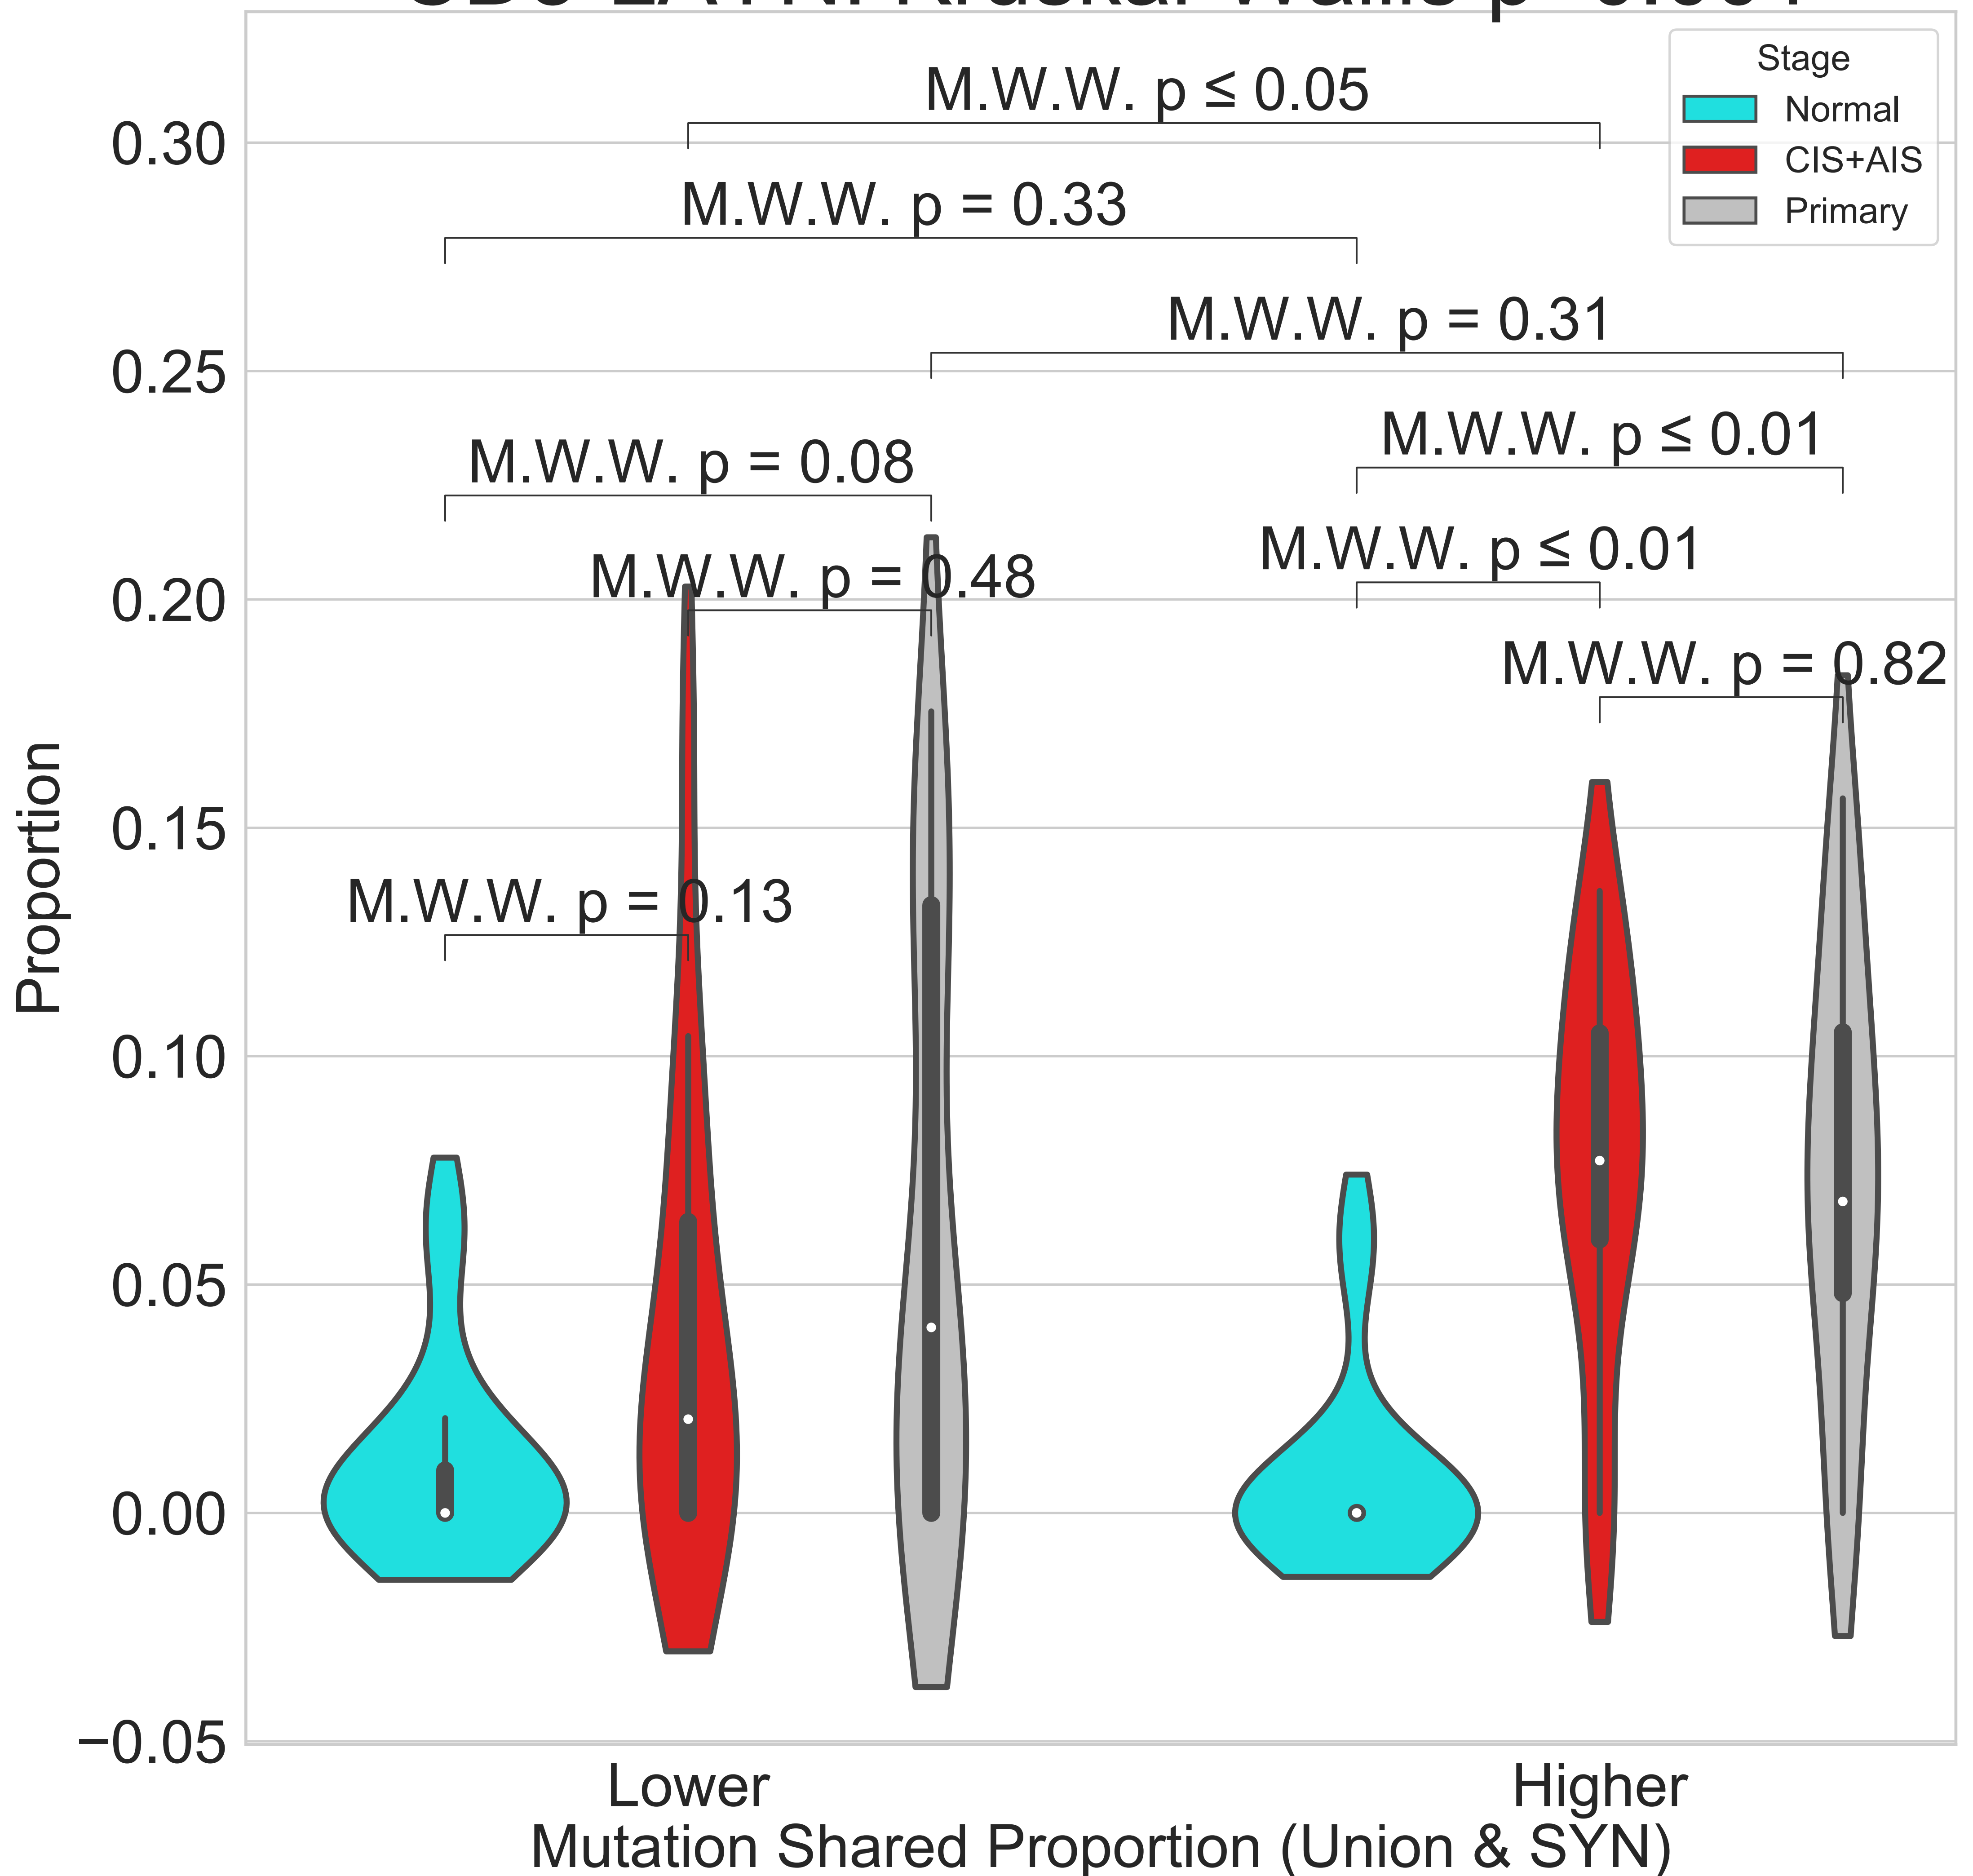 Stage
Normal
CIS+AIS
Primary
M.W.W. p ≤ 0.05
M.W.W. p = 0.33
M.W.W. p = 0.31
M.W.W. p ≤ 0.01
M.W.W. p = 0.08
M.W.W. p ≤ 0.01
M.W.W. p = 0.48
M.W.W. p = 0.82
M.W.W. p = 0.13
0.30
0.25
0.20
0.15
0.10
0.05
0.00
−0.05
Proportion
Lower
Higher
Mutation Shared Proportion (Union & SYN)